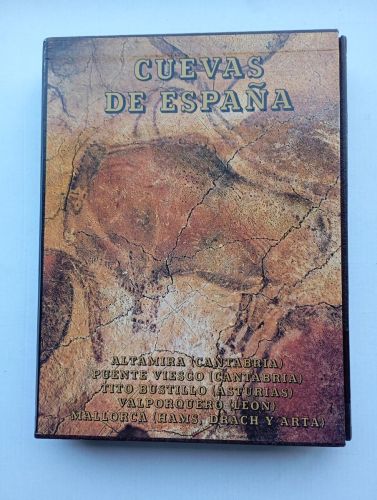 CUEVAS
DE ESPAÑA
ALTAMIRA (CANTABRIA)
PUENTE VIESGO (CANTABRIA)
TITO BUSTILLO (ASTURIAS)
VALPORQUERO (LEON)
MALLORCA (HAMS, DRACH Y ARTA)